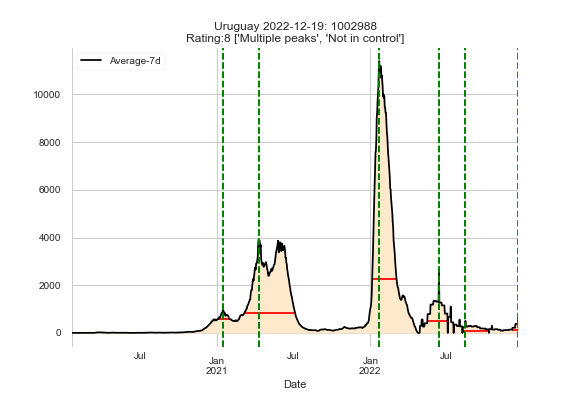 Uruguay 2022-12-19: 1002988
Rating:8 ['Multiple peaks', 'Not in control']
Average-7d
10000
8000
6000
4000
2000
0
Jul
Jan
2021
Jul
Jan
2022
Jul
Date